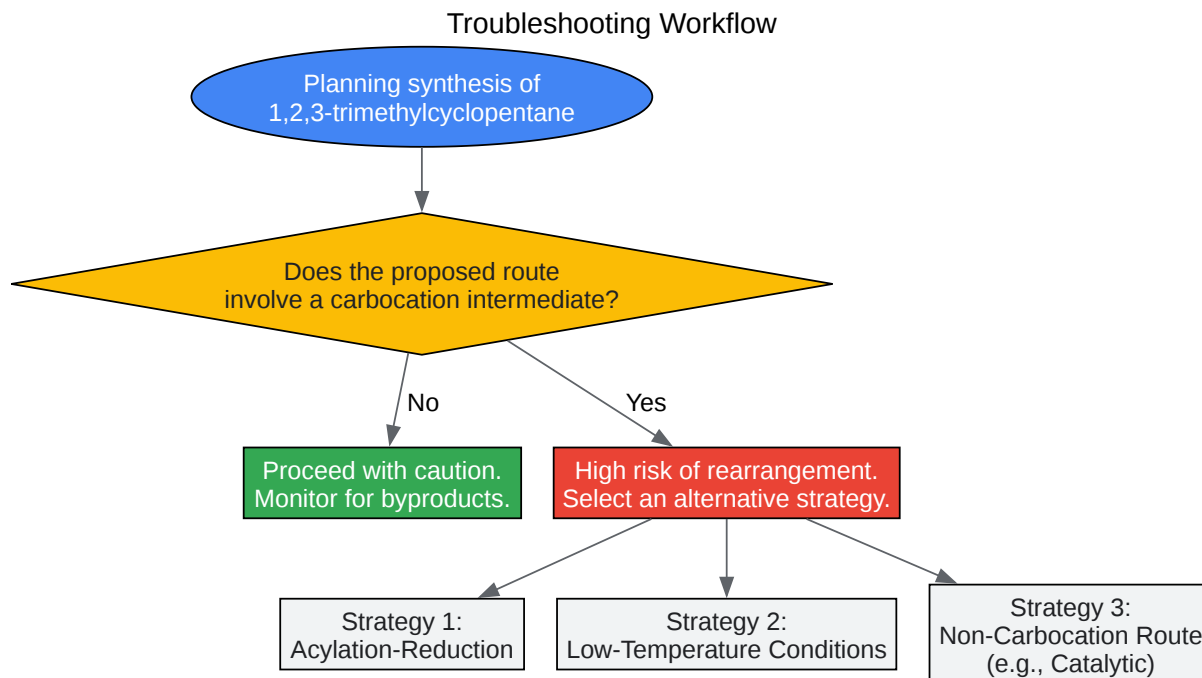 Troubleshooting Workflow
Planning synthesis of
1,2,3-trimethylcyclopentane
Does the proposed route
involve a carbocation intermediate?
No
Yes
Proceed with caution.
Monitor for byproducts.
High risk of rearrangement.
Select an alternative strategy.
Strategy 1:
Acylation-Reduction
Strategy 2:
Low-Temperature Conditions
Strategy 3:
Non-Carbocation Route
(e.g., Catalytic)